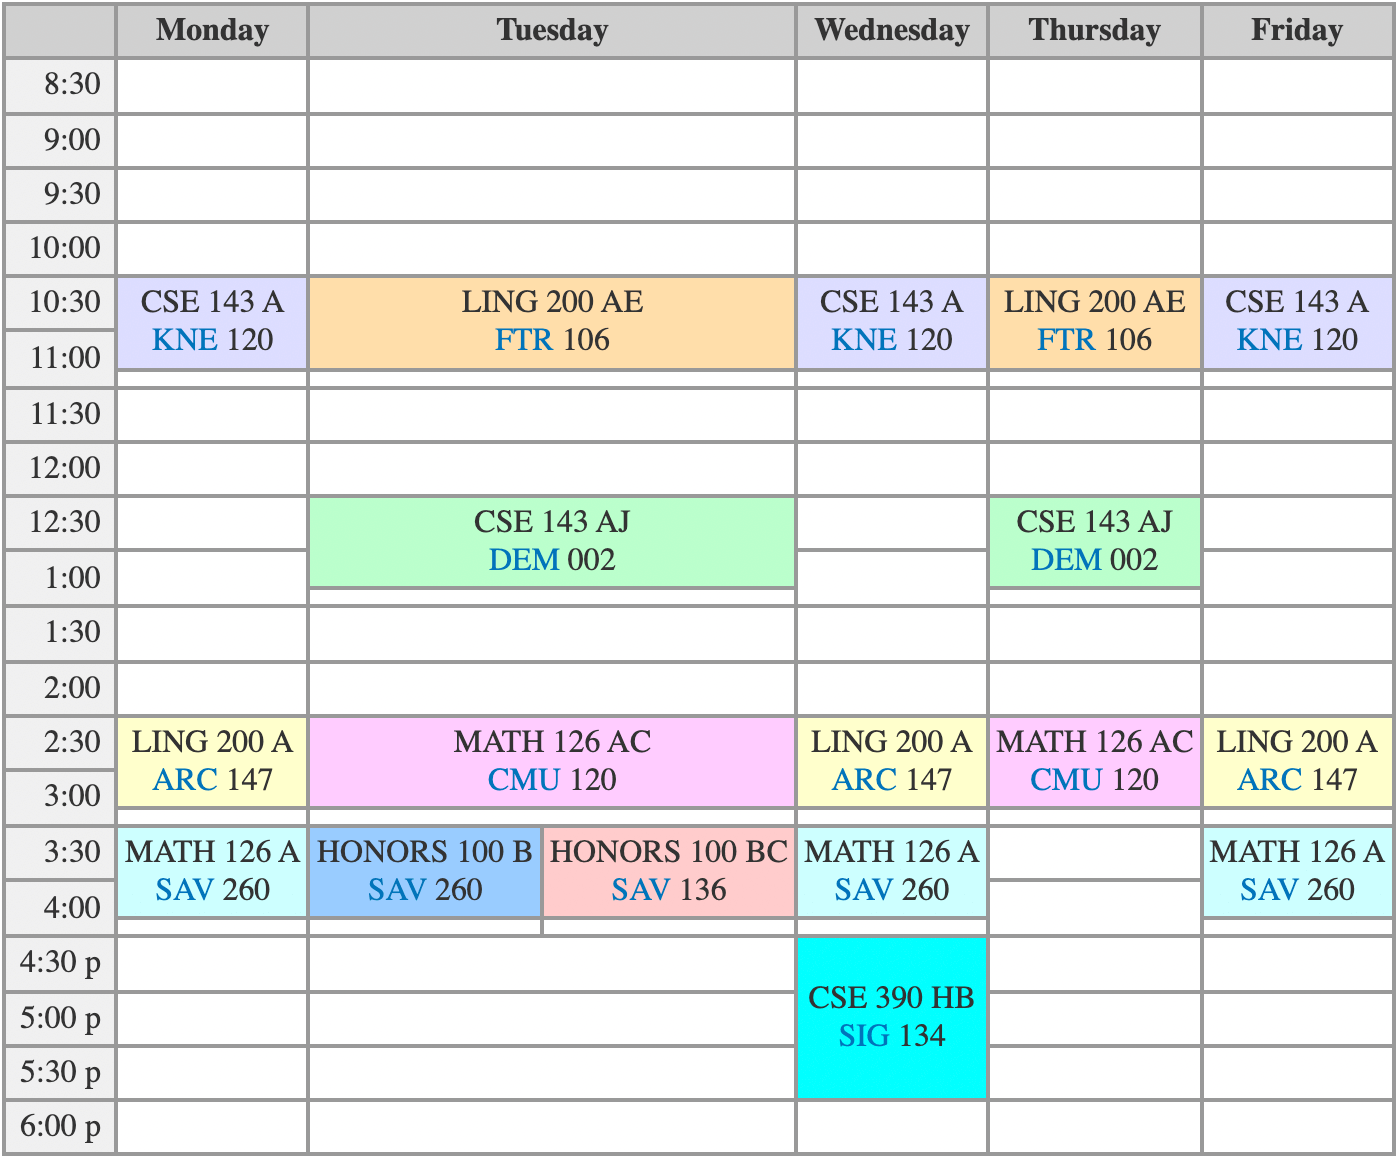 Monday Tuesday Wednesday Thursday Friday
8:30
9:00
9:30
10:00
10:30 CSE 143 A LING 200 AE CSE 143 A LING 200 AE CSE 143 A
KNE 120 FTR 106 KNE 120 FTR 106 KNE 120
11:00
11:30
12:00
12:30 CSE 143 AJ CSE 143 AJ
DEM 002 DEM 002
1:00
1:30
2:00
2:30 LING 200 A MATH 126 AC LING 200 A MATH 126 AC LING 200 A
ARC 147 CMU 120 ARC 147 CMU 120 ARC 147
3:00
3:30 MATH 126 A HONORS 100 B HONORS 100 BC MATH 126 A MATH 126 A
SAV 260 SAV 260 SAV 136 SAV 260 SAV 260
4:00
4:30 p
CSE 390 HB
5:00 p
SIG 134
5:30 p
6:00 p